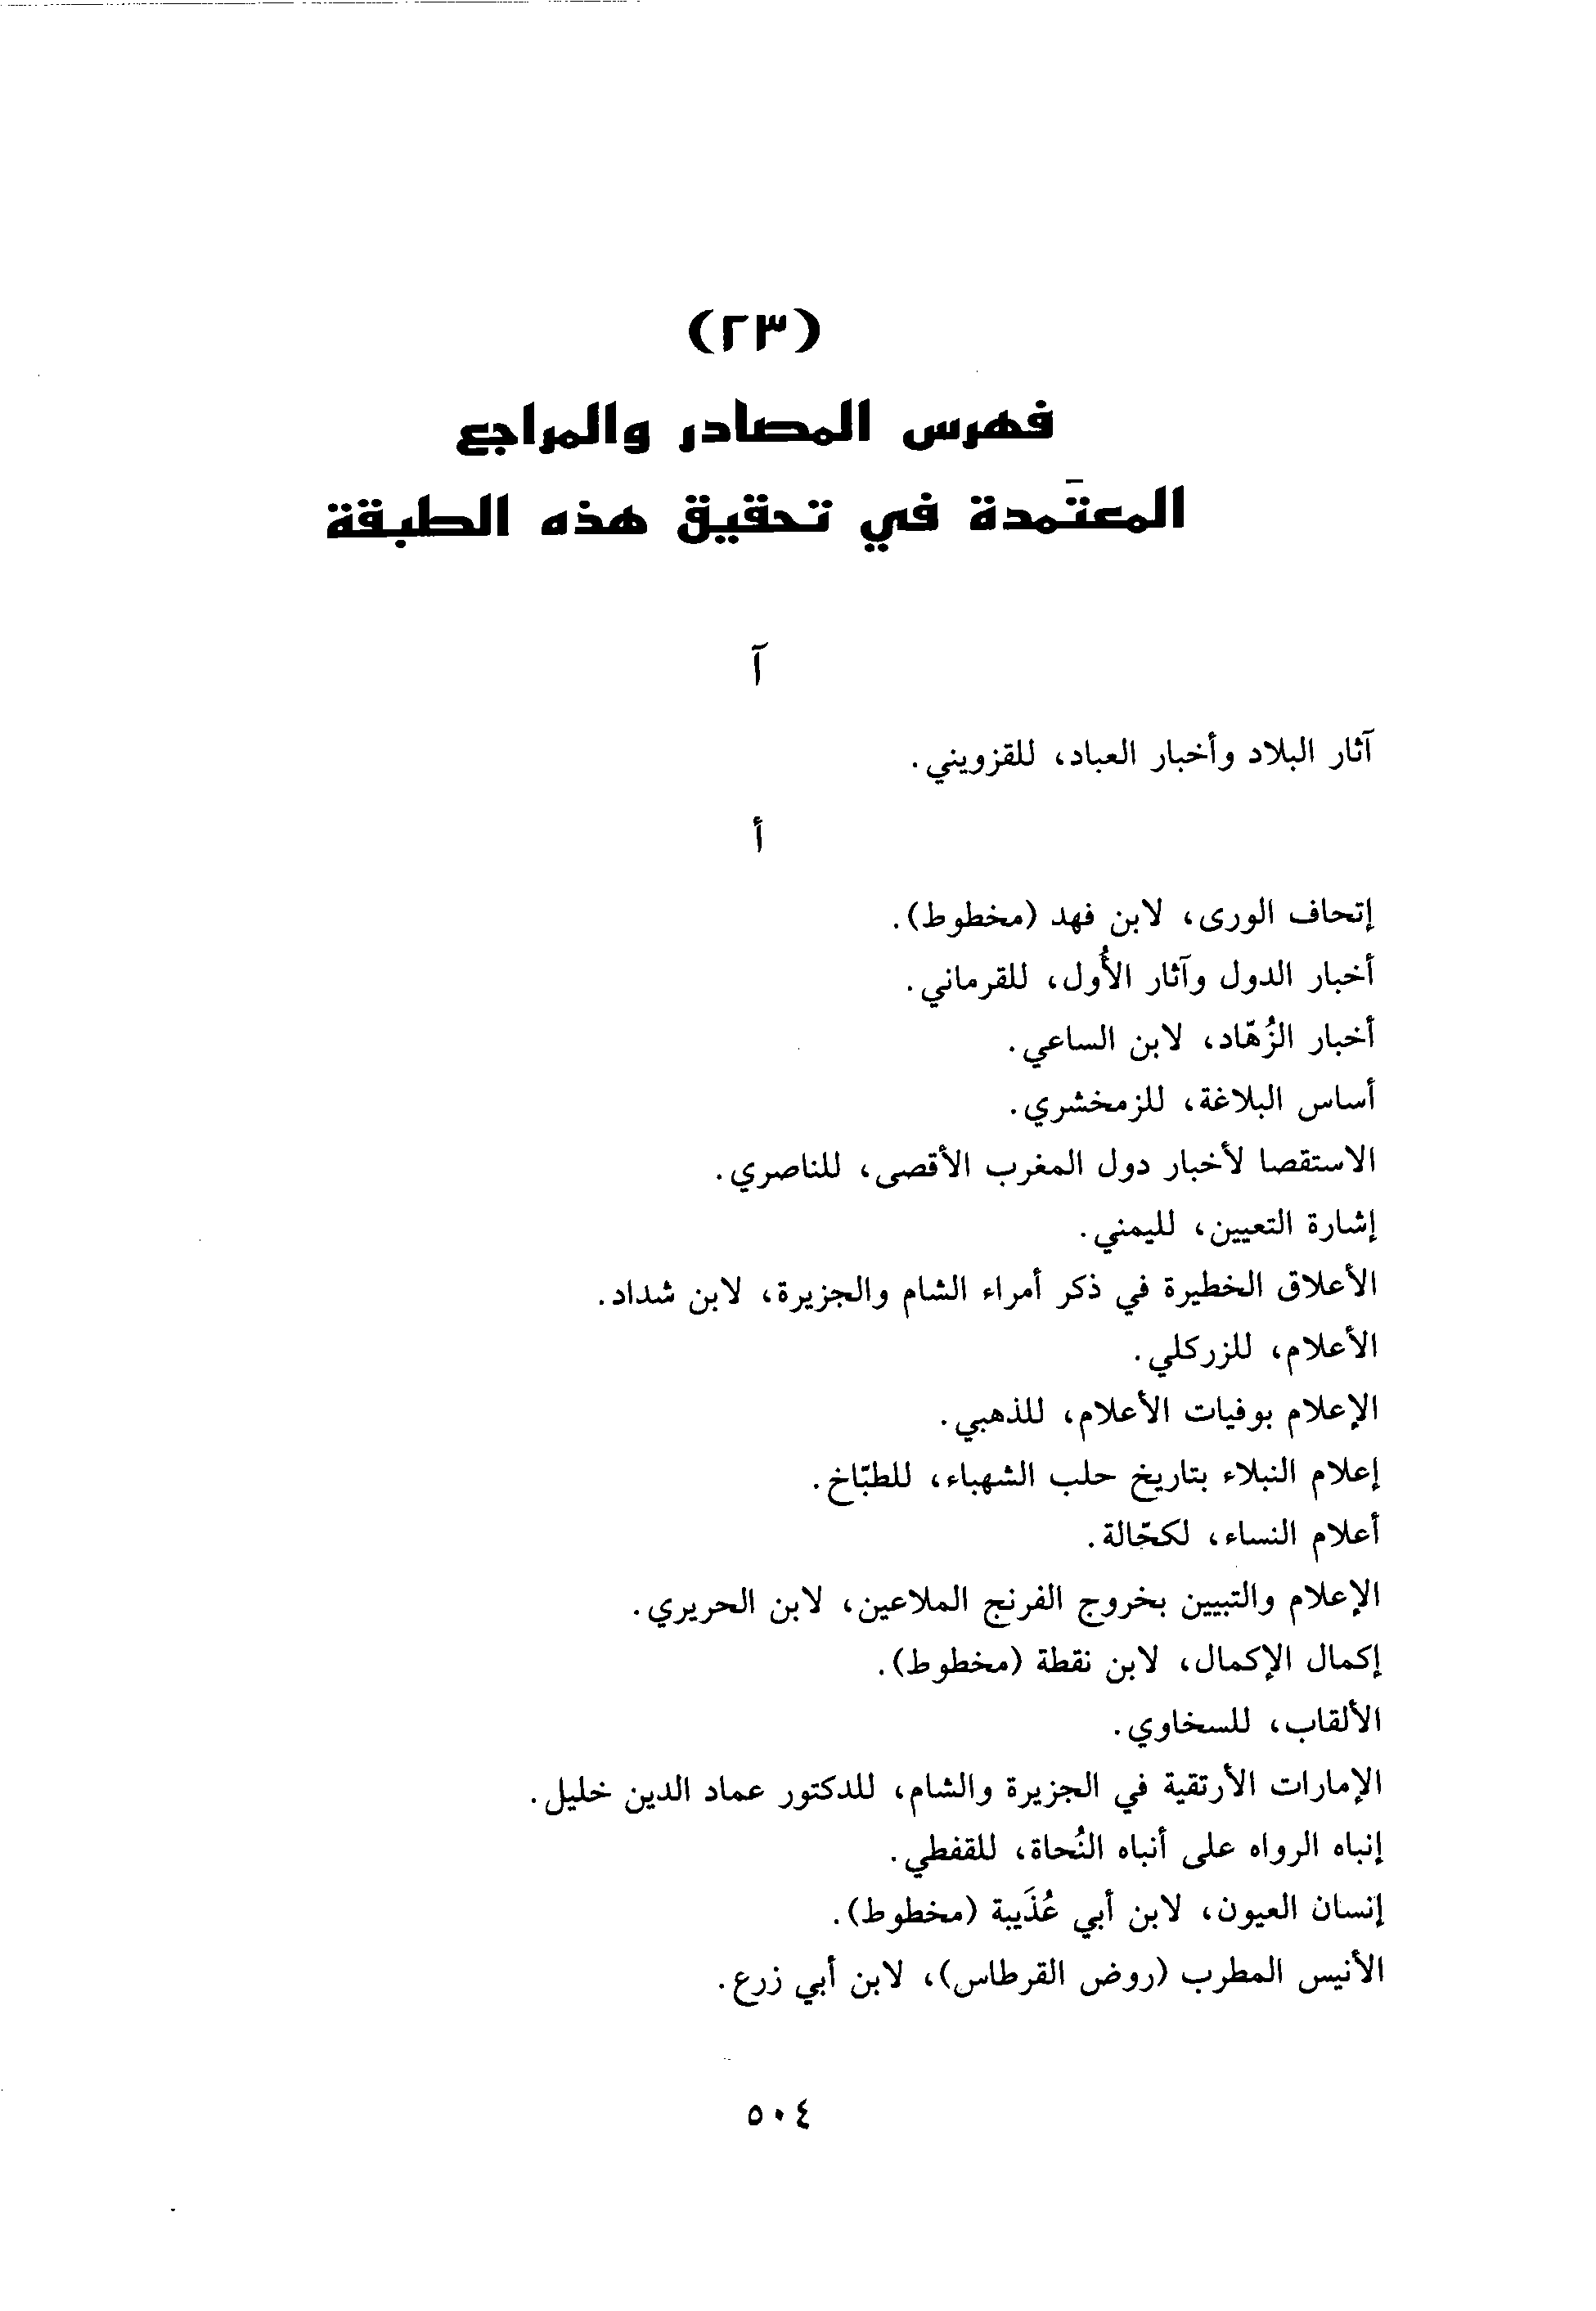 (٢٣)
فهرس المصادر والمراجع
المعتَمدة في تحقيق هذه الطبقة
آ
آثار البلاد وأخبار العباد، للقزويني.
أ
إتحاف الورى، لابن فهد (مخطوط).
أخبار الدول وآثار الأُول، للقرماني.
أخبار الزُهّاد، لابن الساعي.
أساس البلاغة، للزمخشري.
الاستقصا لأخبار دول المغرب الأقصى، للناصري.
إشارة التعيين، لليمني.
الأعلاق الخطيرة في ذكر أمراء الشام والجزيرة، لابن شداد.
الأعلام، للزركلي.
الإعلام بوفيات الأعلام، للذهبي.
إعلام النبلاء بتاريخ حلب الشهباء، للطبّاخ.
أعلام النساء، لكحّالة.
الإعلام والتبيين بخروج الفرنج الملاعين، لابن الحريري.
إكمال الإكمال، لابن نقطة (مخطوط).
الألقاب، للسخاوي.
الإمارات الأرتقية في الجزيرة والشام، للدكتور عماد الدين خليل.
إنباه الرواه على أنباه النُحاة، للقفطي.
إنسان العيون، لابن أبي عُذَيبة (مخطوط).
الأنيس المطرب (روض القرطاس)، لابن أبي زرع.
٥٠٤